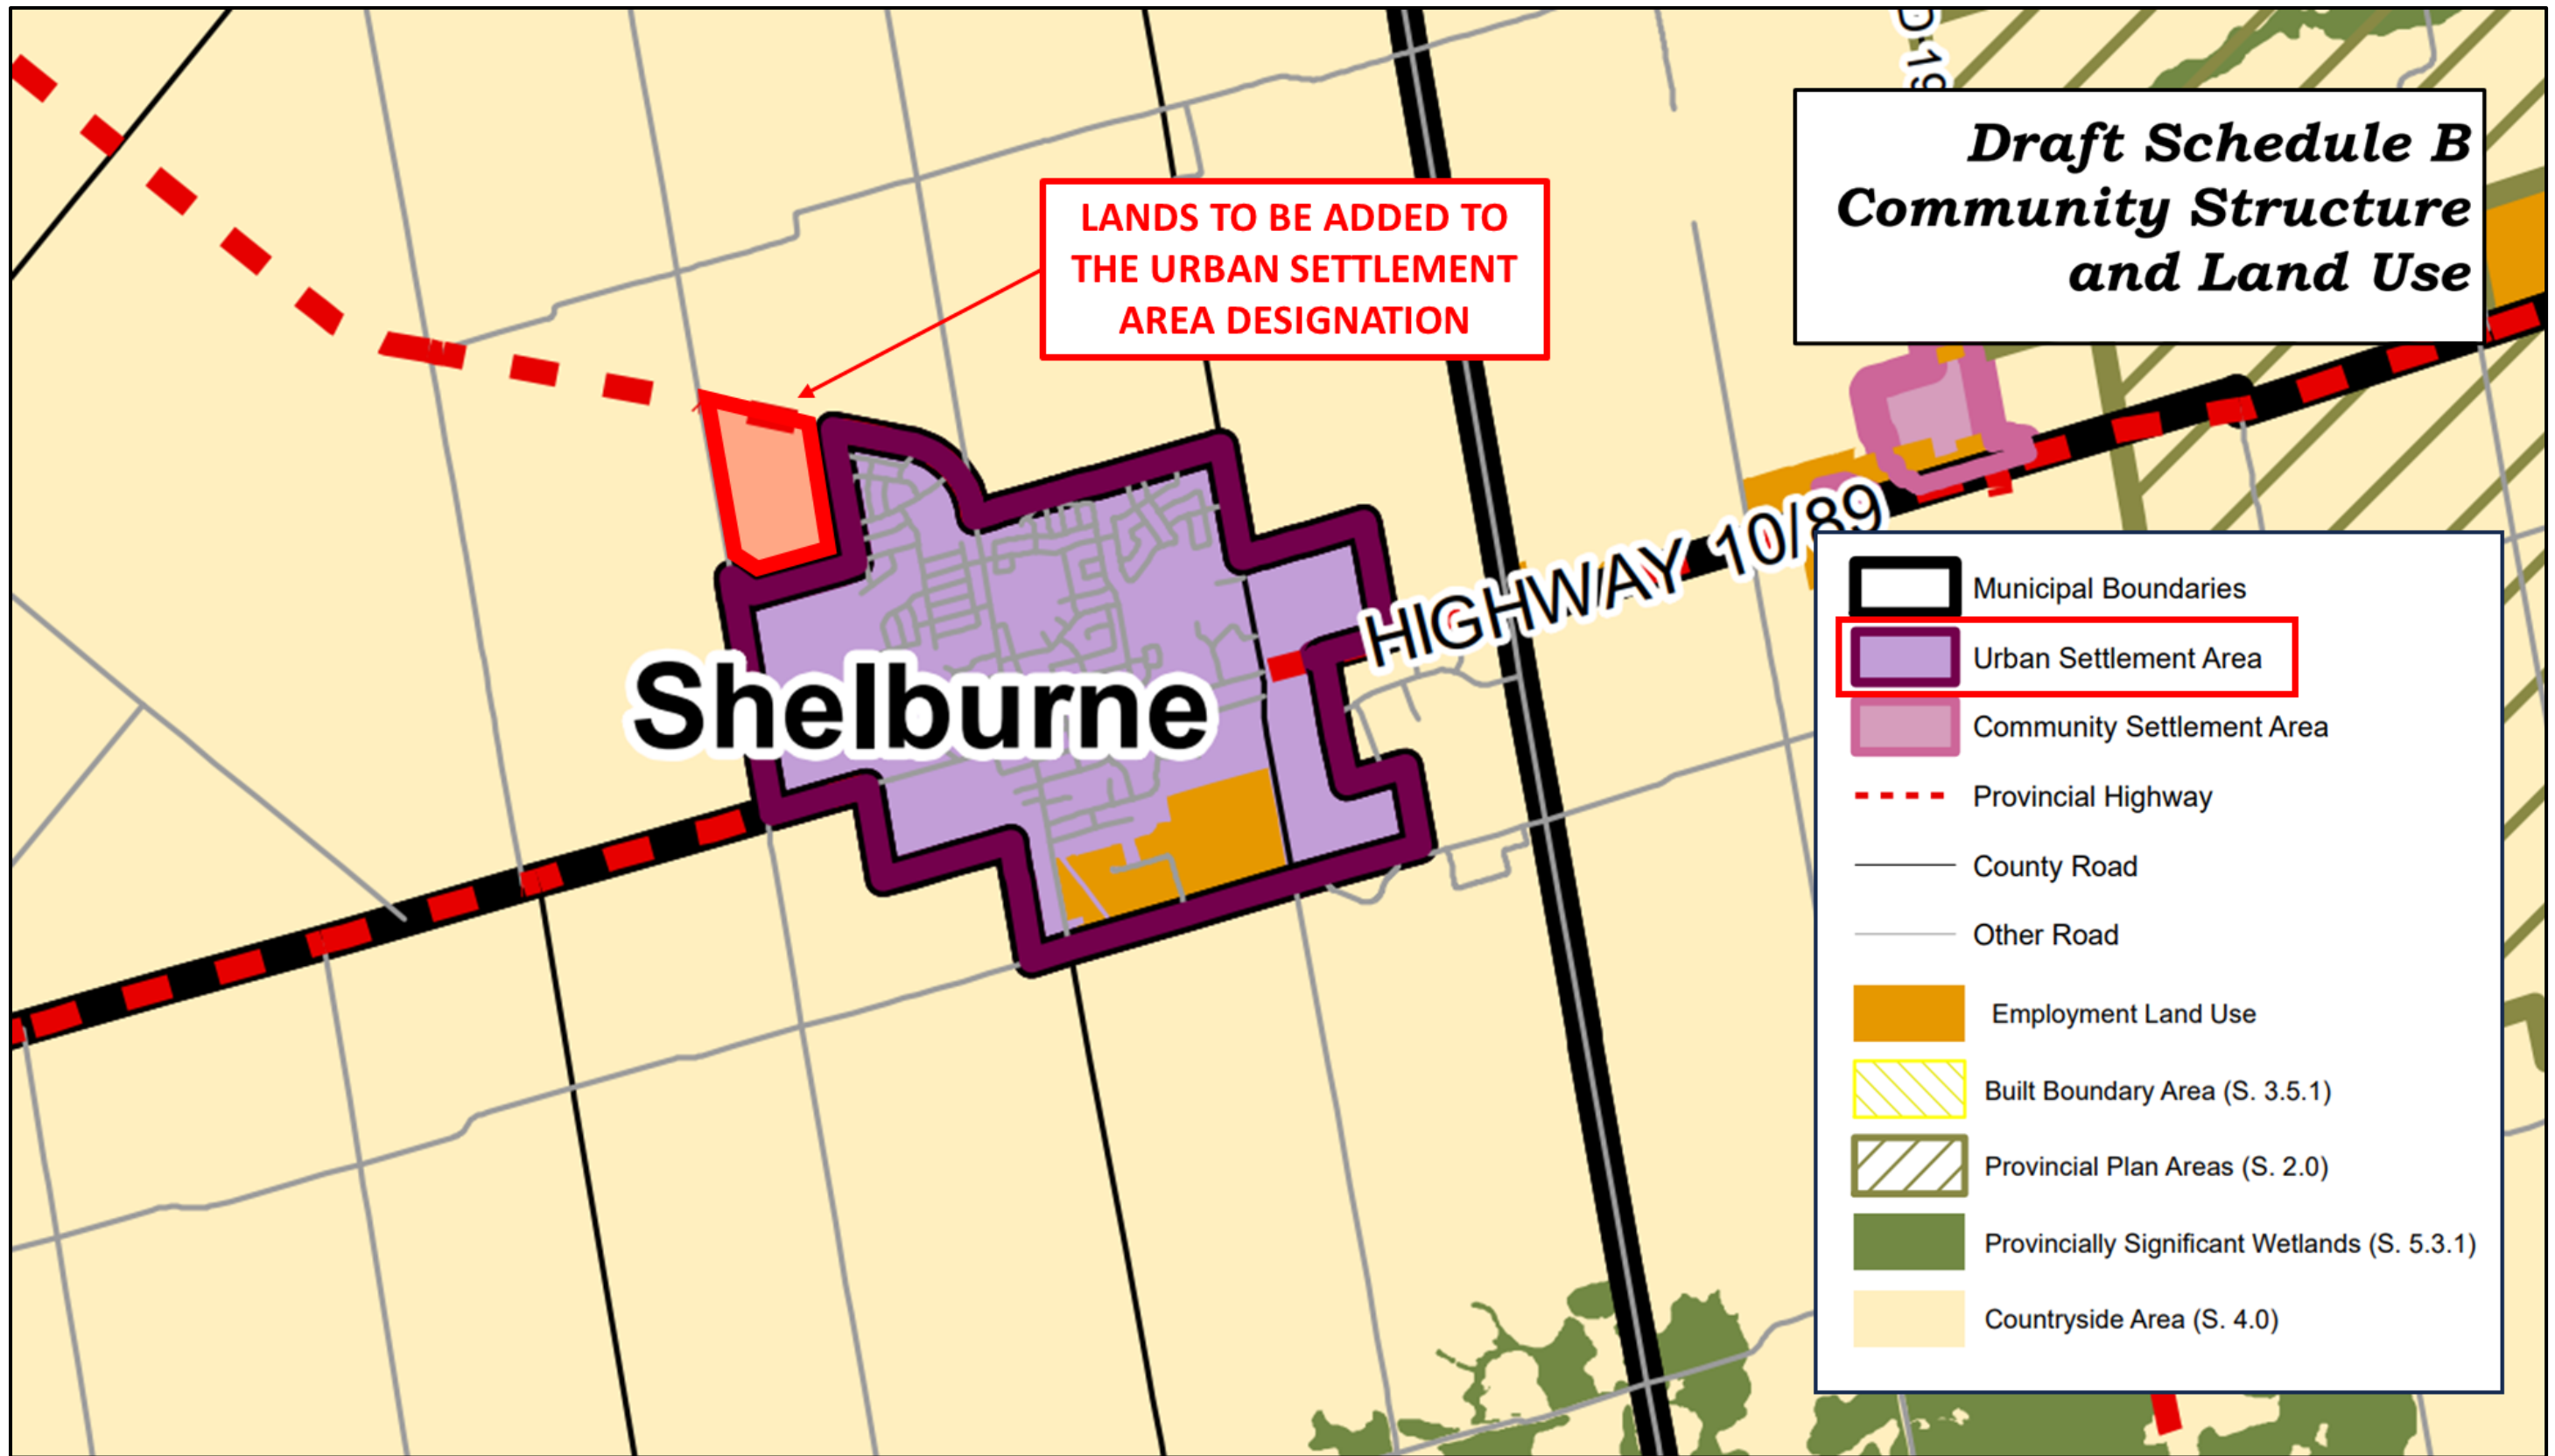 D 19
Draft Schedule B
Community Structure
and Land Use
LANDS TO BE ADDED TO
THE URBAN SETTLEMENT
AREA DESIGNATION
HIGHWAY 10/89
Shelburne
Municipal Boundaries
Urban Settlement Area
Community Settlement Area
Provincial Highway
County Road
Other Road
Employment Land Use
Built Boundary Area (S. 3.5.1)
Provincial Plan Areas (S. 2.0)
Provincially Significant Wetlands (S. 5.3.1)
Countryside Area (S. 4.0)